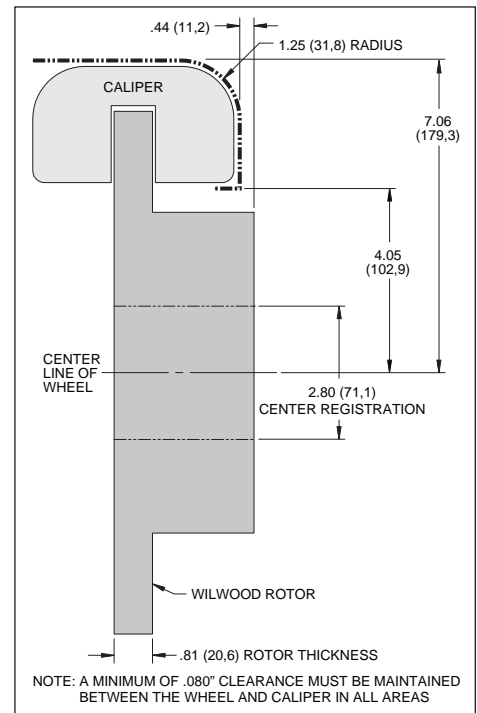 .44 (11,2)
1.25 (31,8) RADIUS
CALIPER
7.06
(179,3)
4.05
(102,9)
CENTER
LINE OF
WHEEL
2.80 (71,1)
CENTER REGISTRATION
WILWOOD ROTOR
.81 (20,6) ROTOR THICKNESS
NOTE: A MINIMUM OF .080” CLEARANCE MUST BE MAINTAINED
BETWEEN THE WHEEL AND CALIPER IN ALL AREAS